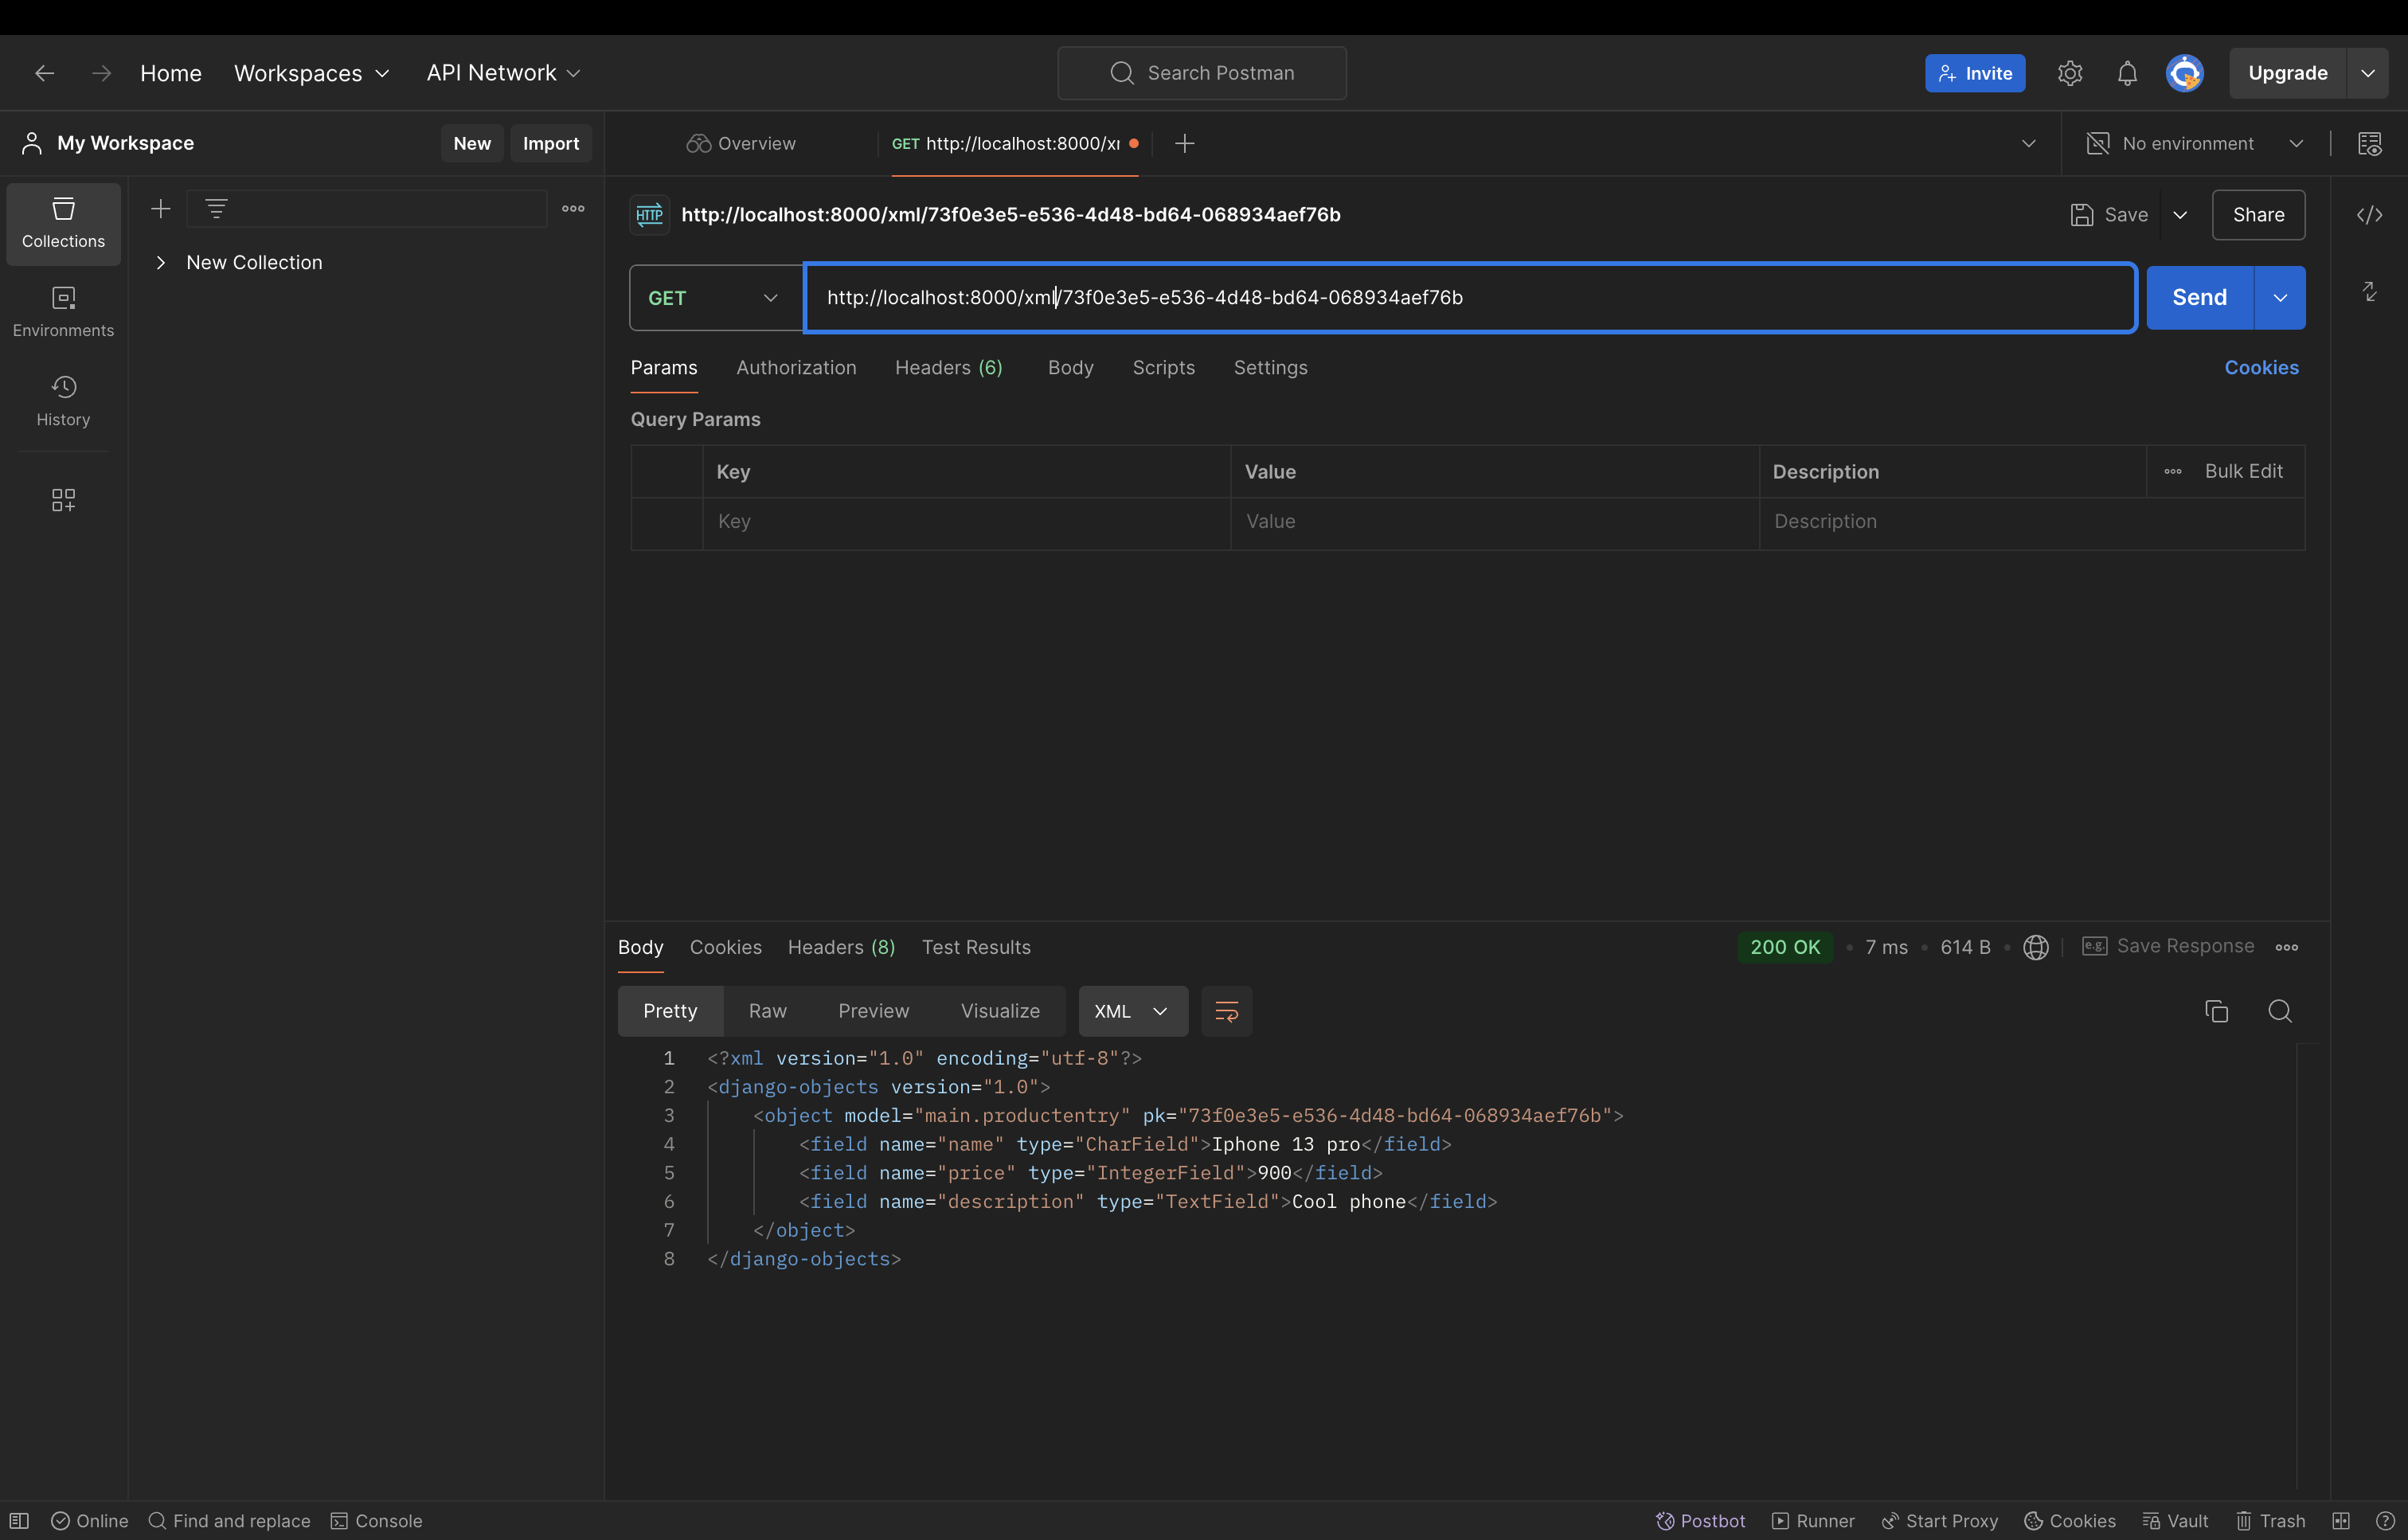 Home Workspaces API Network Search Postman Invite Upgrade
My Workspace New Import Overview GET http://localhost:8000/xı No environment
Collections
Environments
History
New Collection
HTTP http://localhost:8000/xml/73f0e3e5-e536-4d48-bd64-068934aef76b Save Share
GET http://localhost:8000/xml/73f0e3e5-e536-4d48-bd64-068934aef76b Send
Params Authorization Headers (6) Body Scripts Settings Cookies
Query Params
Key Value Description Bulk Edit
Key Value Description
Body Cookies Headers (8) Test Results 200 OK • 7 ms • 614 B • e.g. Save Response
Pretty Raw Preview Visualize XML
1 <?xml version="1.0" encoding="utf-8"?>
2 <django-objects version="1.0">
3 <object model="main.productentry" pk="73f0e3e5-e536-4d48-bd64-068934aef76b">
4 <field name="name" type="CharField">Iphone 13 pro</field>
5 <field name="price" type="IntegerField">900</field>
6 <field name="description" type="TextField">Cool phone</field>
7 </object>
8 </django-objects>
Online Find and replace Console Postbot Runner Start Proxy Cookies Vault Trash